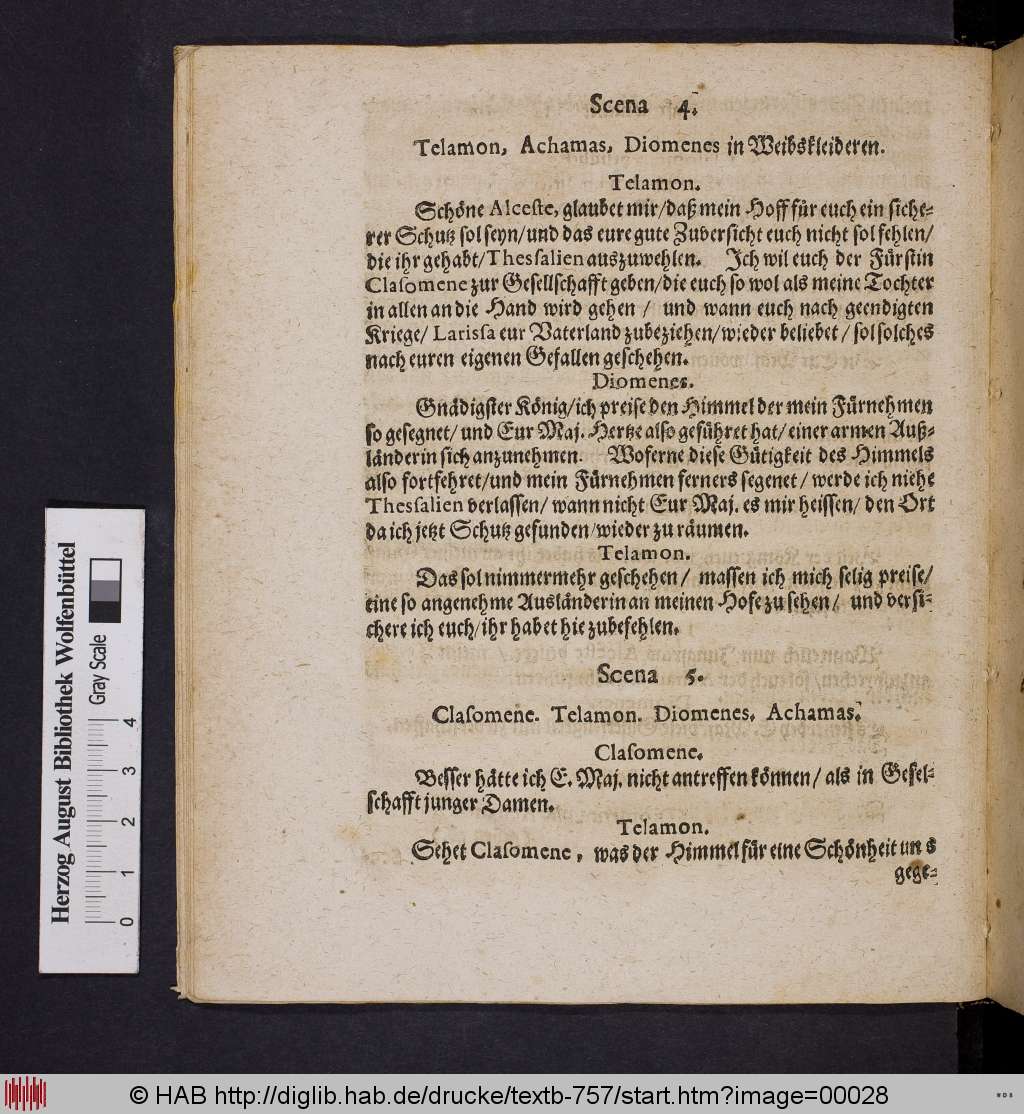 Scena 4.
Telamon, Achamas, Diomenes in Weibskleideren.
Telamon.
Schöne Alceste, glaubet mir/daß mein Hoff für euch ein siche-
rer Schutz sol seyn/und das eure gute Zuversicht euch nicht sol fehlen/
die ihr gehabt/Thessalien auszuwehlen. Ich wil euch der Fürstin
Clasomene zur Gesellschafft geben/die euch so wol als meine Tochter
in allen an die Hand wird gehen / und wann euch nach geendigten
Kriege/ Larissa eur Vaterland zubeziehen/wieder beliebet / sol solches
nach euren eigenen Gefallen geschehen.
Diomenes.
Gnädigster König/ich preise den Himmel der mein Fürnehmen
so gesegnet/ und Eur Maj. Hertze also geführet hat/ einer armen Auß-
länderin sich anzunehmen. Woferne diese Gütigkeit des Himmels
also fortfehret/und mein Fürnehmen ferners segenet / werde ich niehe
Thessalien verlassen/ wann nicht Eur Maj. es mir heissen/ den Ort
da ich jetzt Schutz gefunden/wieder zu räumen.
Telamon.
Das sol nimmermehr geschehen/ massen ich mich selig preise/
eine so angenehme Ausländerin an meinen Hofe zu sehen/ und versi-
chere ich euch/ihr habet hie zubefehlen.
Scena 5.
Clasomene. Telamon. Diomenes. Achamas.
Clasomene.
Besser hätte ich E. Maj. nicht antreffen können/ als in Gesel-
schafft junger Damen.
Telamon.
Sehet Clasomene, was der Himmel für eine Schönheit uns
gege-
Herzog August Bibliothek Wolfenbüttel
Gray Scale
0 1 2 3 4
© HAB http://diglib.hab.de/drucke/textb-757/start.htm?image=00028